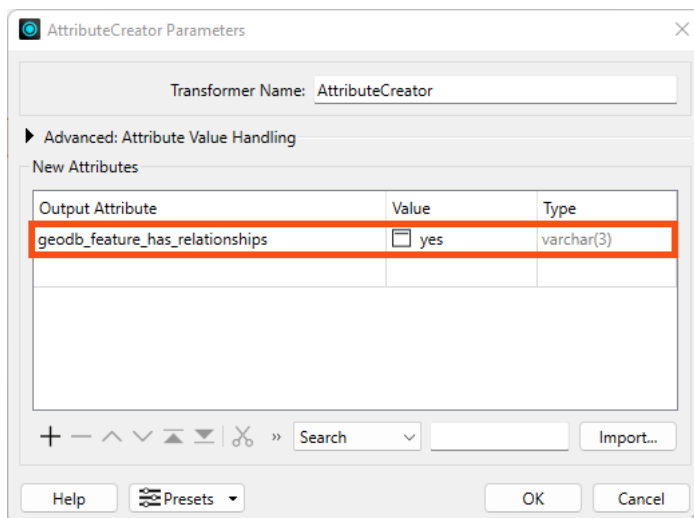 AttributeCreator Parameters
Transformer Name: AttributeCreator
Advanced: Attribute Value Handling
New Attributes
Output Attribute Value Type
geodb_feature_has_relationships yes varchar(3)
Search Import...
Help Presets OK Cancel